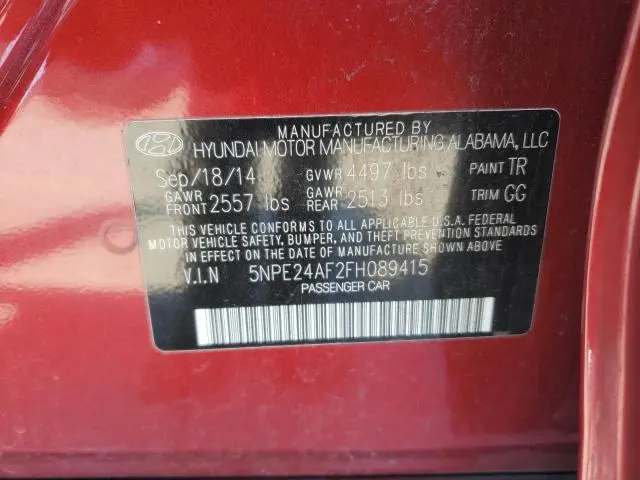 MANUFACTURED BY
HYUNDAI MOTOR MANUFACTURING ALABAMA, LLC
Sep/18/14 GVWR 4497 lbs PAINT TR
GAWR FRONT 2557 lbs GAWR REAR 2513 lbs TRIM GG
THIS VEHICLE CONFORMS TO ALL APPLICABLE U.S.A. FEDERAL
MOTOR VEHICLE SAFETY, BUMPER, AND THEFT PREVENTION STANDARDS
IN EFFECT ON THE DATE OF MANUFACTURE SHOWN ABOVE.
V.I.N 5NPE24AF2FH089415
PASSENGER CAR